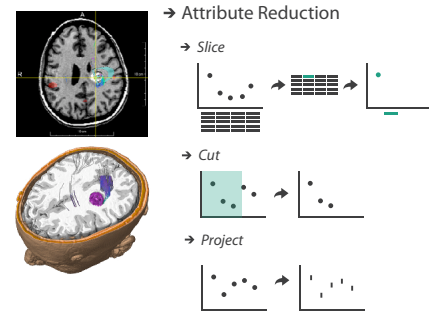 → Attribute Reduction
→ Slice
→ Cut
→ Project
A
R